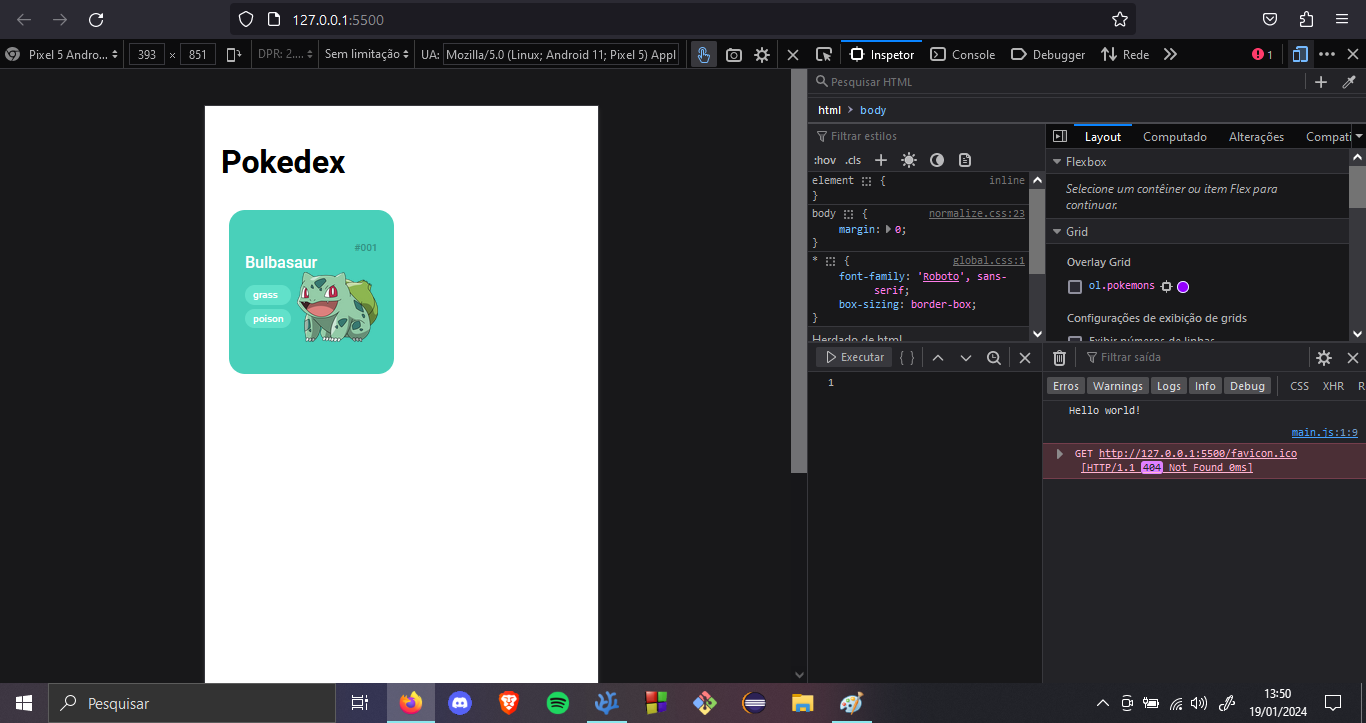 127.0.0.1:5500
Pixel 5 Andro... 393 × 851 DPR: 2.... Sem limitação UA: Mozilla/5.0 (Linux; Android 11; Pixel 5) Appl
Inspetor Console Debugger Rede 1
Pesquisar HTML
html body
Filtrar estilos
:hov .cls
element { inline
}
body { normalize.css:23
margin: 0;
}
* { global.css:1
font-family: 'Roboto', sans-
serif;
box-sizing: border-box;
}
Herdado de html
Layout Computado Alterações Compati
Flexbox
Selecione um contêiner ou item Flex para
continuar.
Grid
Overlay Grid
ol.pokemons
Configurações de exibição de grids
Exibir números de linhas
Pokedex
#001
Bulbasaur
grass
poison
Executar { }
1
Filtrar saída
Erros Warnings Logs Info Debug CSS XHR R
Hello world!
main.js:1:9
GET http://127.0.0.1:5500/favicon.ico
[HTTP/1.1 404 Not Found 0ms]
Pesquisar
13:50
19/01/2024